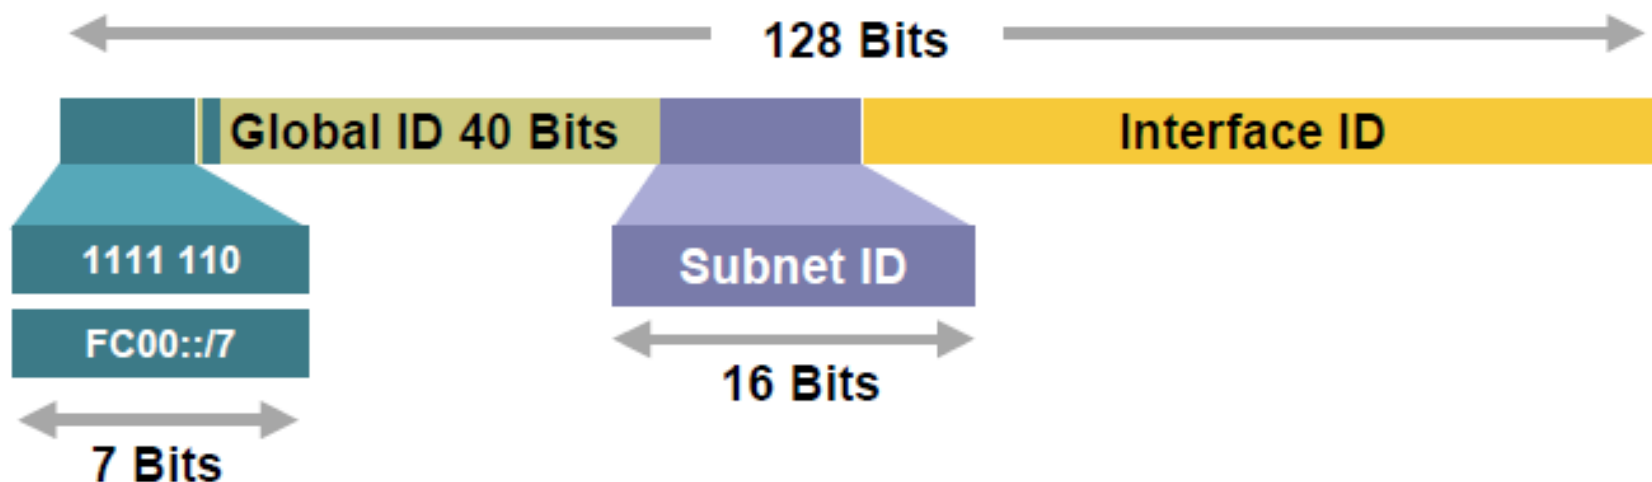 128 Bits
Global ID 40 Bits
Interface ID
1111 110
Subnet ID
FC00::/7
16 Bits
7 Bits